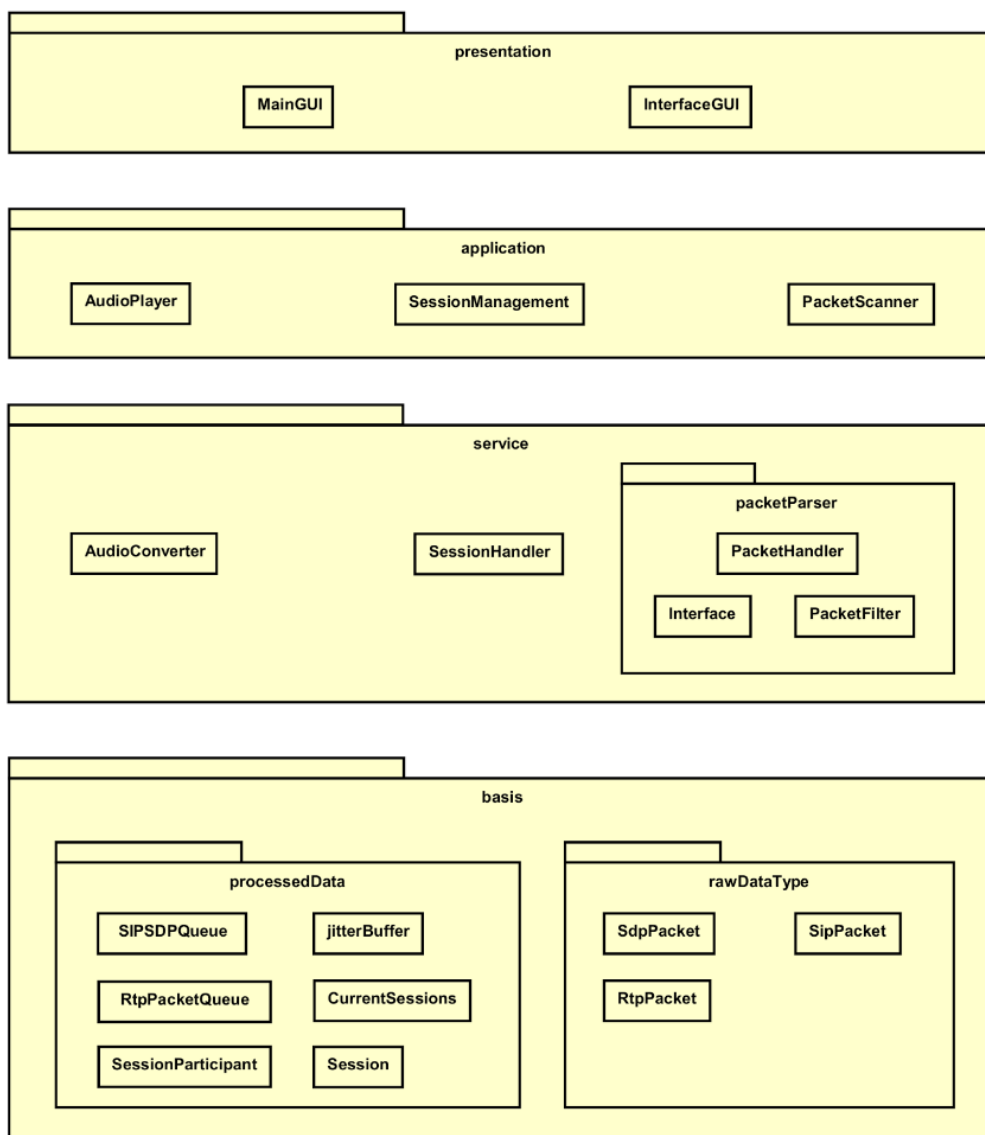 presentation
MainGUI
InterfaceGUI
application
AudioPlayer
SessionManagement
PacketScanner
service
packetParser
AudioConverter
SessionHandler
PacketHandler
Interface
PacketFilter
basis
processedData
rawDataType
SIPSDPQueue
jitterBuffer
SdpPacket
SipPacket
RtpPacketQueue
CurrentSessions
RtpPacket
SessionParticipant
Session